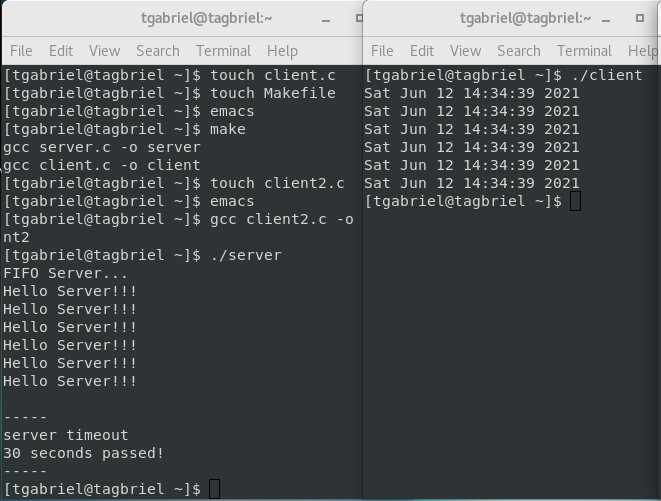 tgabriel@tagbriel:~
File Edit View Search Terminal Help
[tgabriel@tagbriel ~]$ touch client.c
[tgabriel@tagbriel ~]$ touch Makefile
[tgabriel@tagbriel ~]$ emacs
[tgabriel@tagbriel ~]$ make
gcc server.c -o server
gcc client.c -o client
[tgabriel@tagbriel ~]$ touch client2.c
[tgabriel@tagbriel ~]$ emacs
[tgabriel@tagbriel ~]$ gcc client2.c -o
nt2
[tgabriel@tagbriel ~]$ ./server
FIFO Server...
Hello Server!!!
Hello Server!!!
Hello Server!!!
Hello Server!!!
Hello Server!!!
Hello Server!!!
-----
server timeout
30 seconds passed!
-----
[tgabriel@tagbriel ~]$
tgabriel@tagbriel:~
File Edit View Search Terminal Help
[tgabriel@tagbriel ~]$ ./client
Sat Jun 12 14:34:39 2021
Sat Jun 12 14:34:39 2021
Sat Jun 12 14:34:39 2021
Sat Jun 12 14:34:39 2021
Sat Jun 12 14:34:39 2021
Sat Jun 12 14:34:39 2021
[tgabriel@tagbriel ~]$